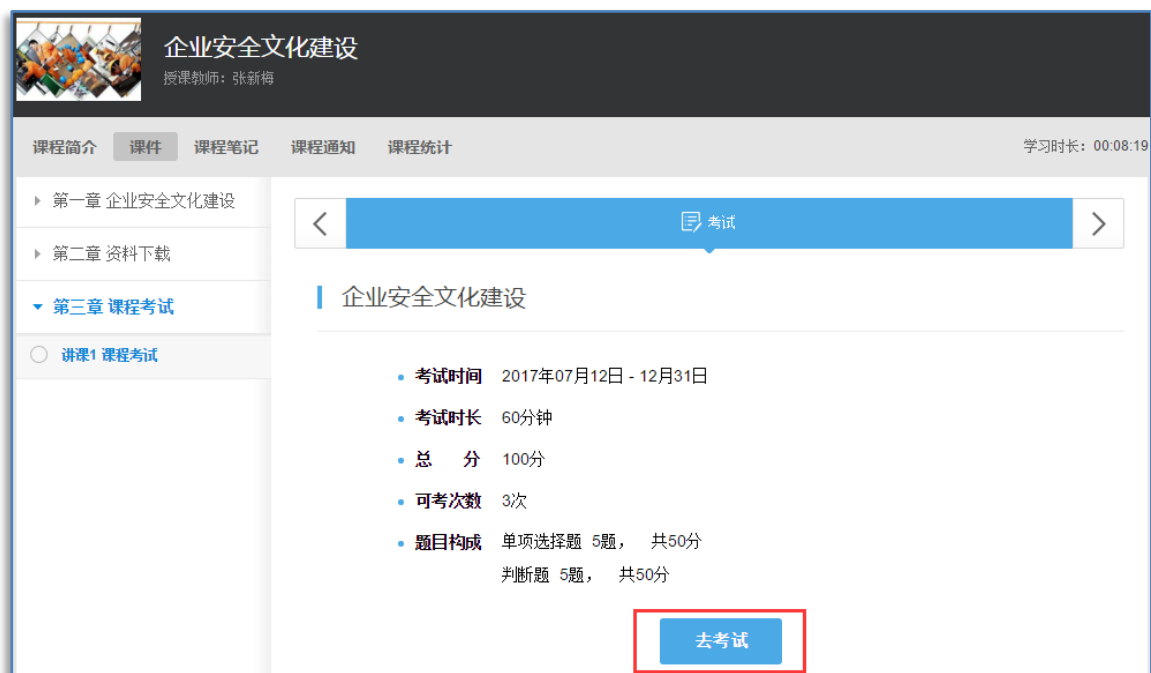 企业安全文化建设
授课教师：张新梅
课程简介 课件 课程笔记 课程通知 课程统计 学习时长：00:08:19
第一章 企业安全文化建设
第二章 资料下载
第三章 课程考试
讲课1 课程考试
考试
企业安全文化建设
考试时间 2017年07月12日 - 12月31日
考试时长 60分钟
总 分 100分
可考次数 3次
题目构成 单项选择题 5题， 共50分
判断题 5题， 共50分
去考试